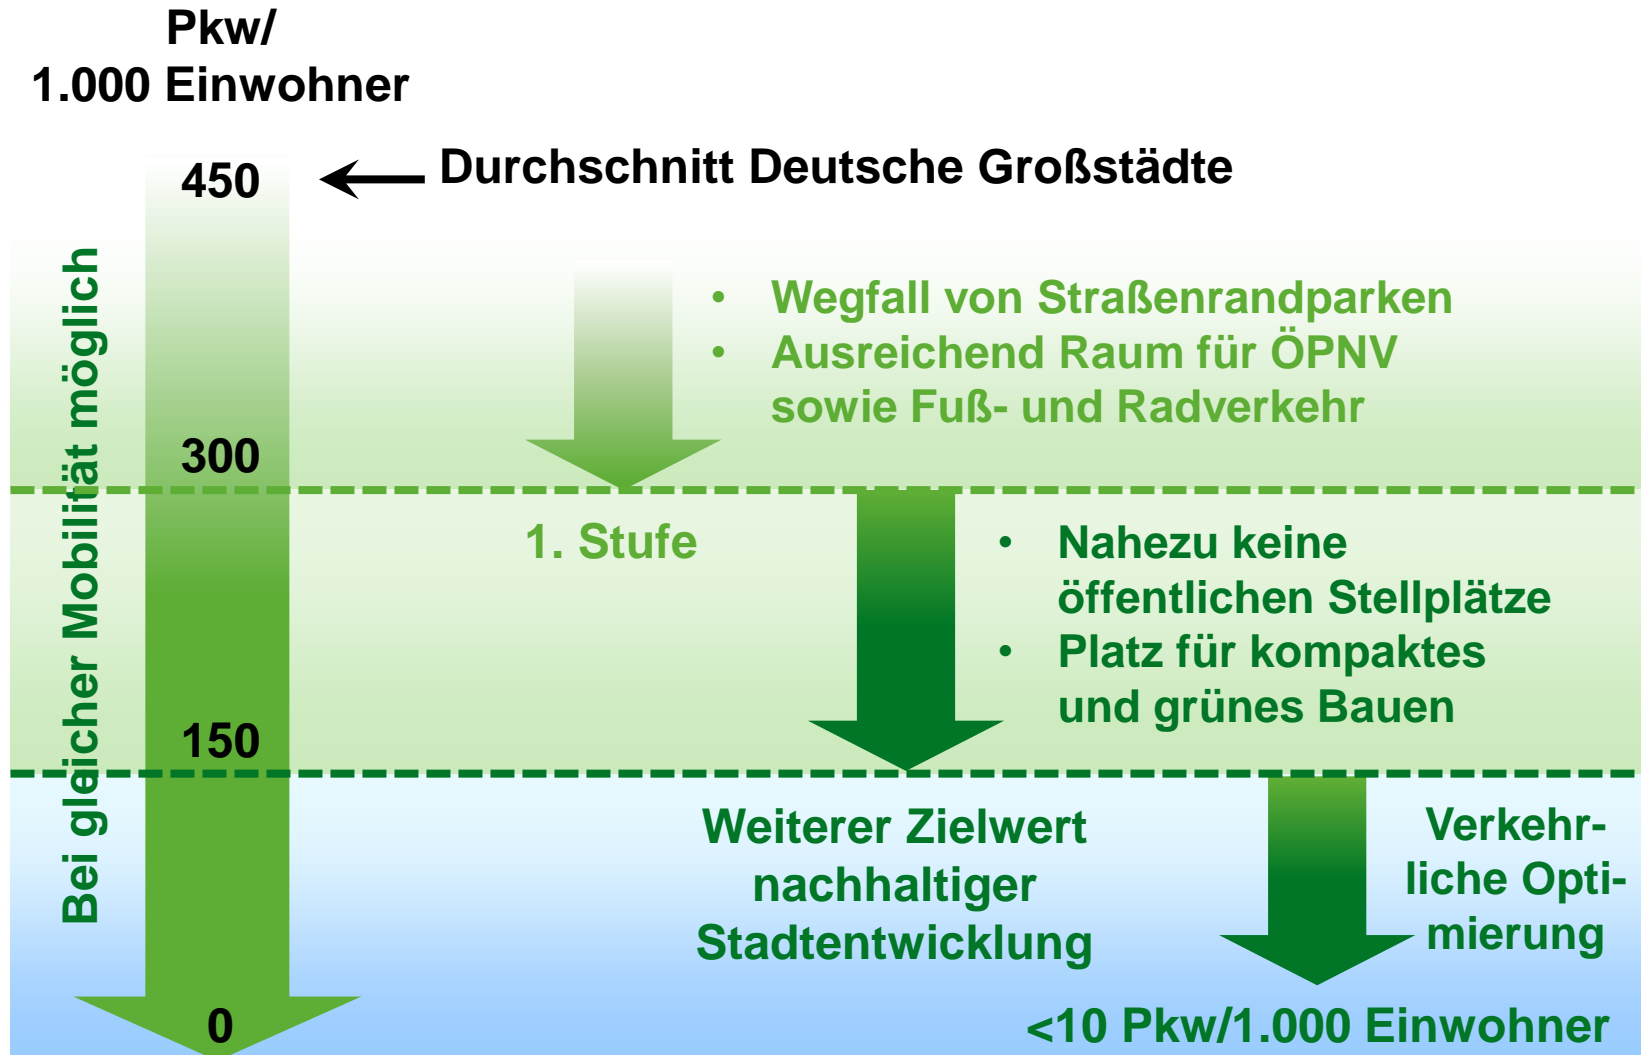 Pkw/
1.000 Einwohner
450
Durchschnitt Deutsche Großstädte
Bei gleicher Mobilität möglich
• Wegfall von Straßenrandparken
• Ausreichend Raum für ÖPNV
sowie Fuß- und Radverkehr
300
1. Stufe
• Nahezu keine
öffentlichen Stellplätze
• Platz für kompaktes
und grünes Bauen
150
Weiterer Zielwert
nachhaltiger
Stadtentwicklung
Verkehr-
liche Opti-
mierung
0
<10 Pkw/1.000 Einwohner